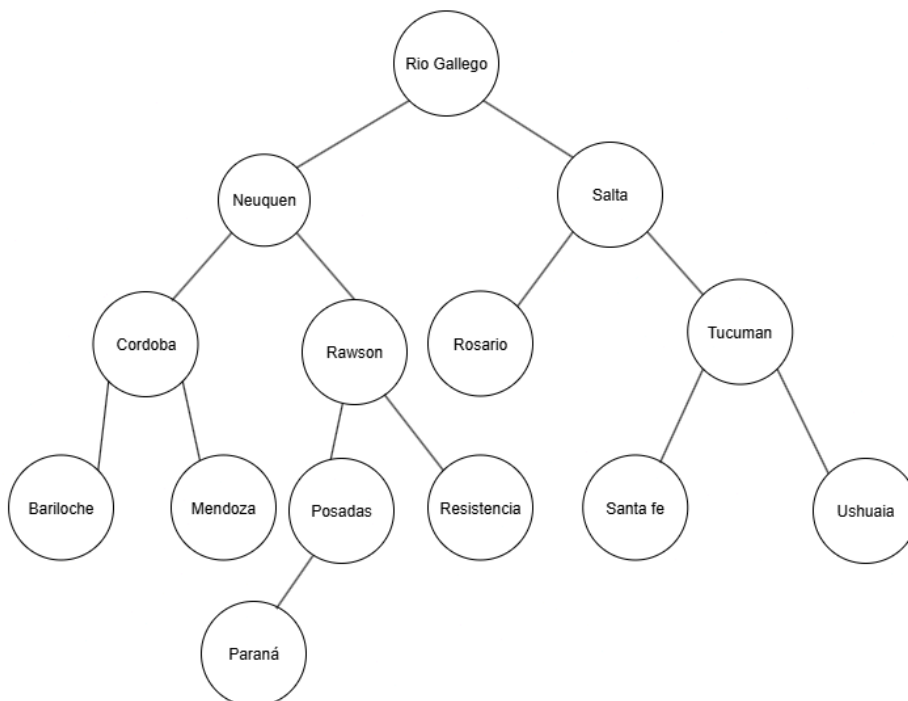 Rio Gallego
Neuquen
Salta
Cordoba
Rawson
Rosario
Tucuman
Bariloche
Mendoza
Posadas
Resistencia
Santa fe
Ushuaia
Paraná